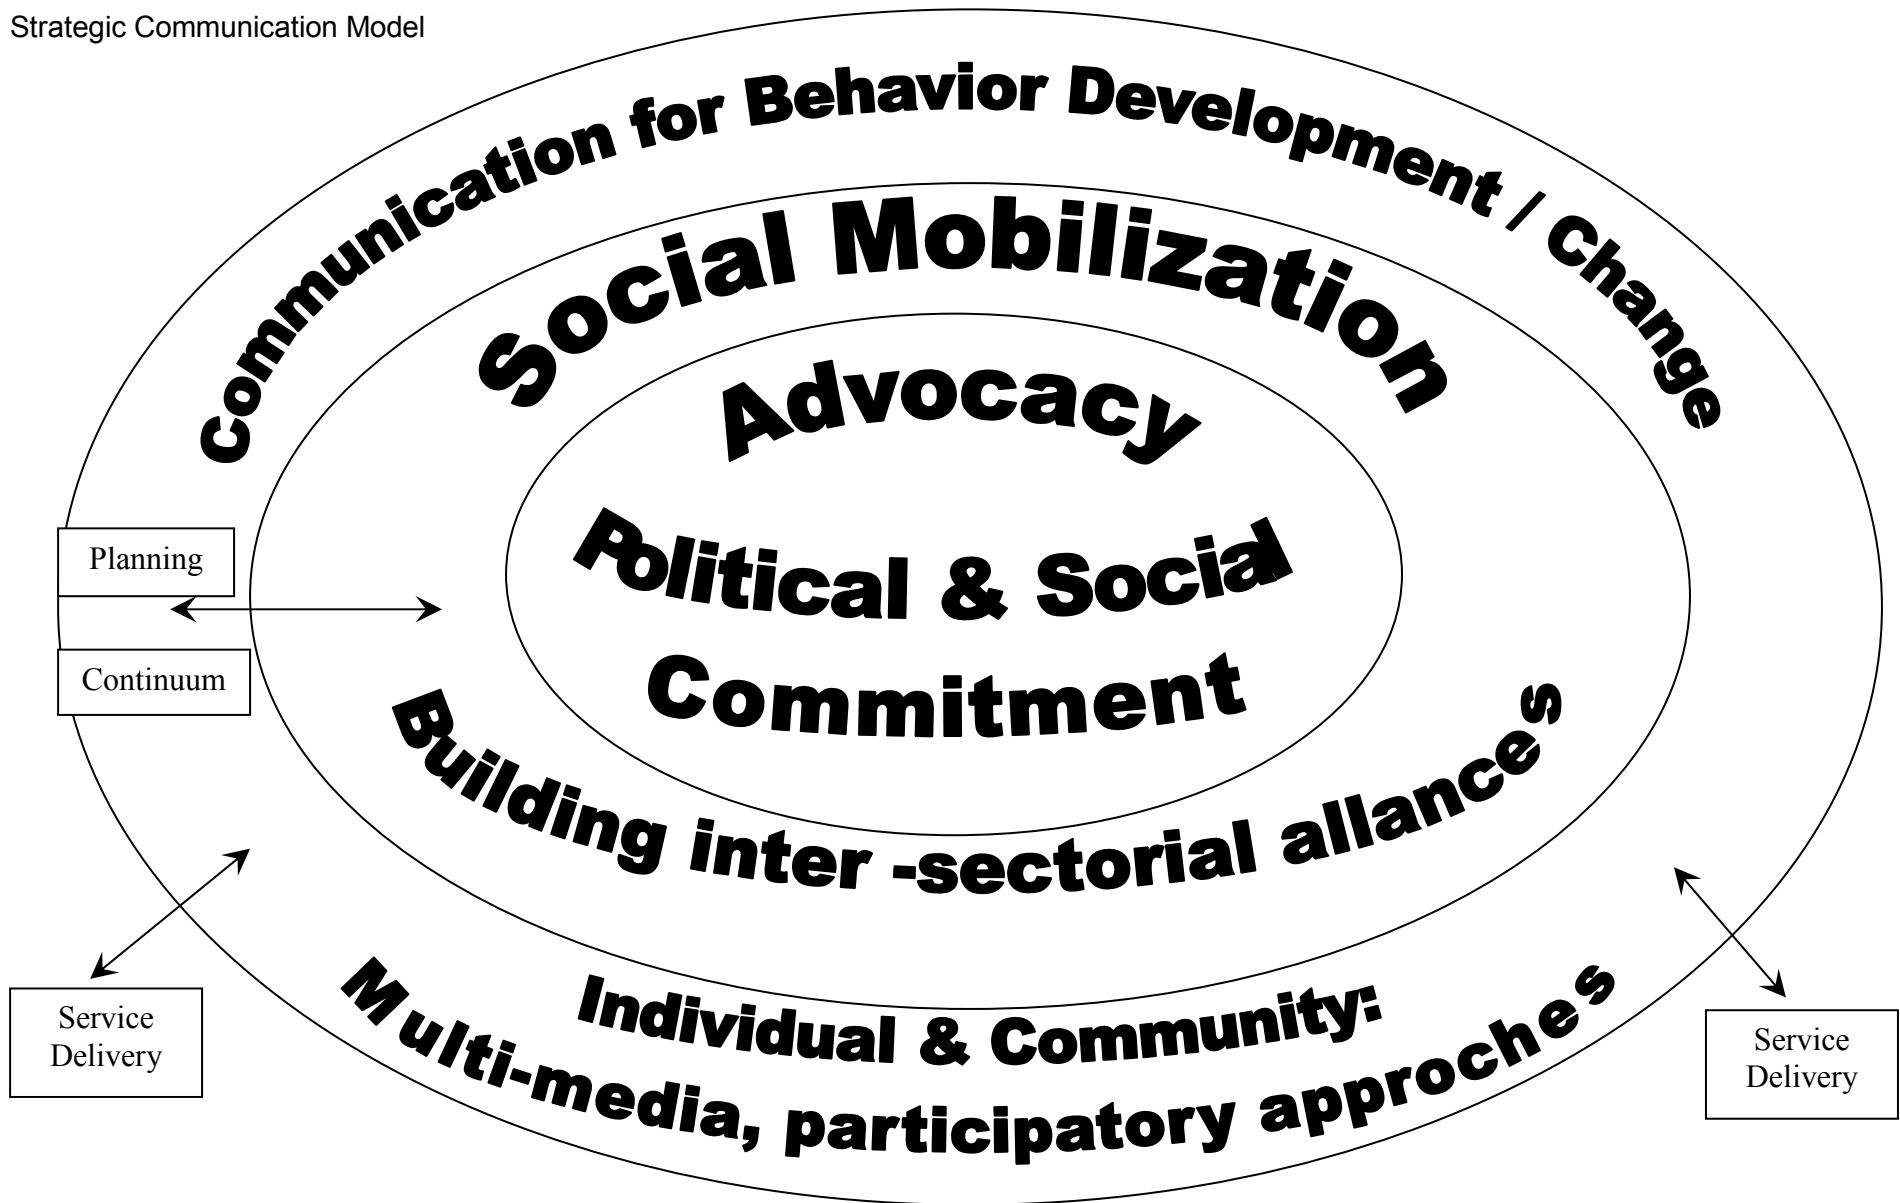 Strategic Communication Model
Communication for Behavior Development / Change
Social Mobilization
Advocacy
Political & Social
Commitment
Planning
Continuum
Building inter -sectorial allances
Individual & Community:
Multi-media, participatory approches
Service
Delivery
Service
Delivery